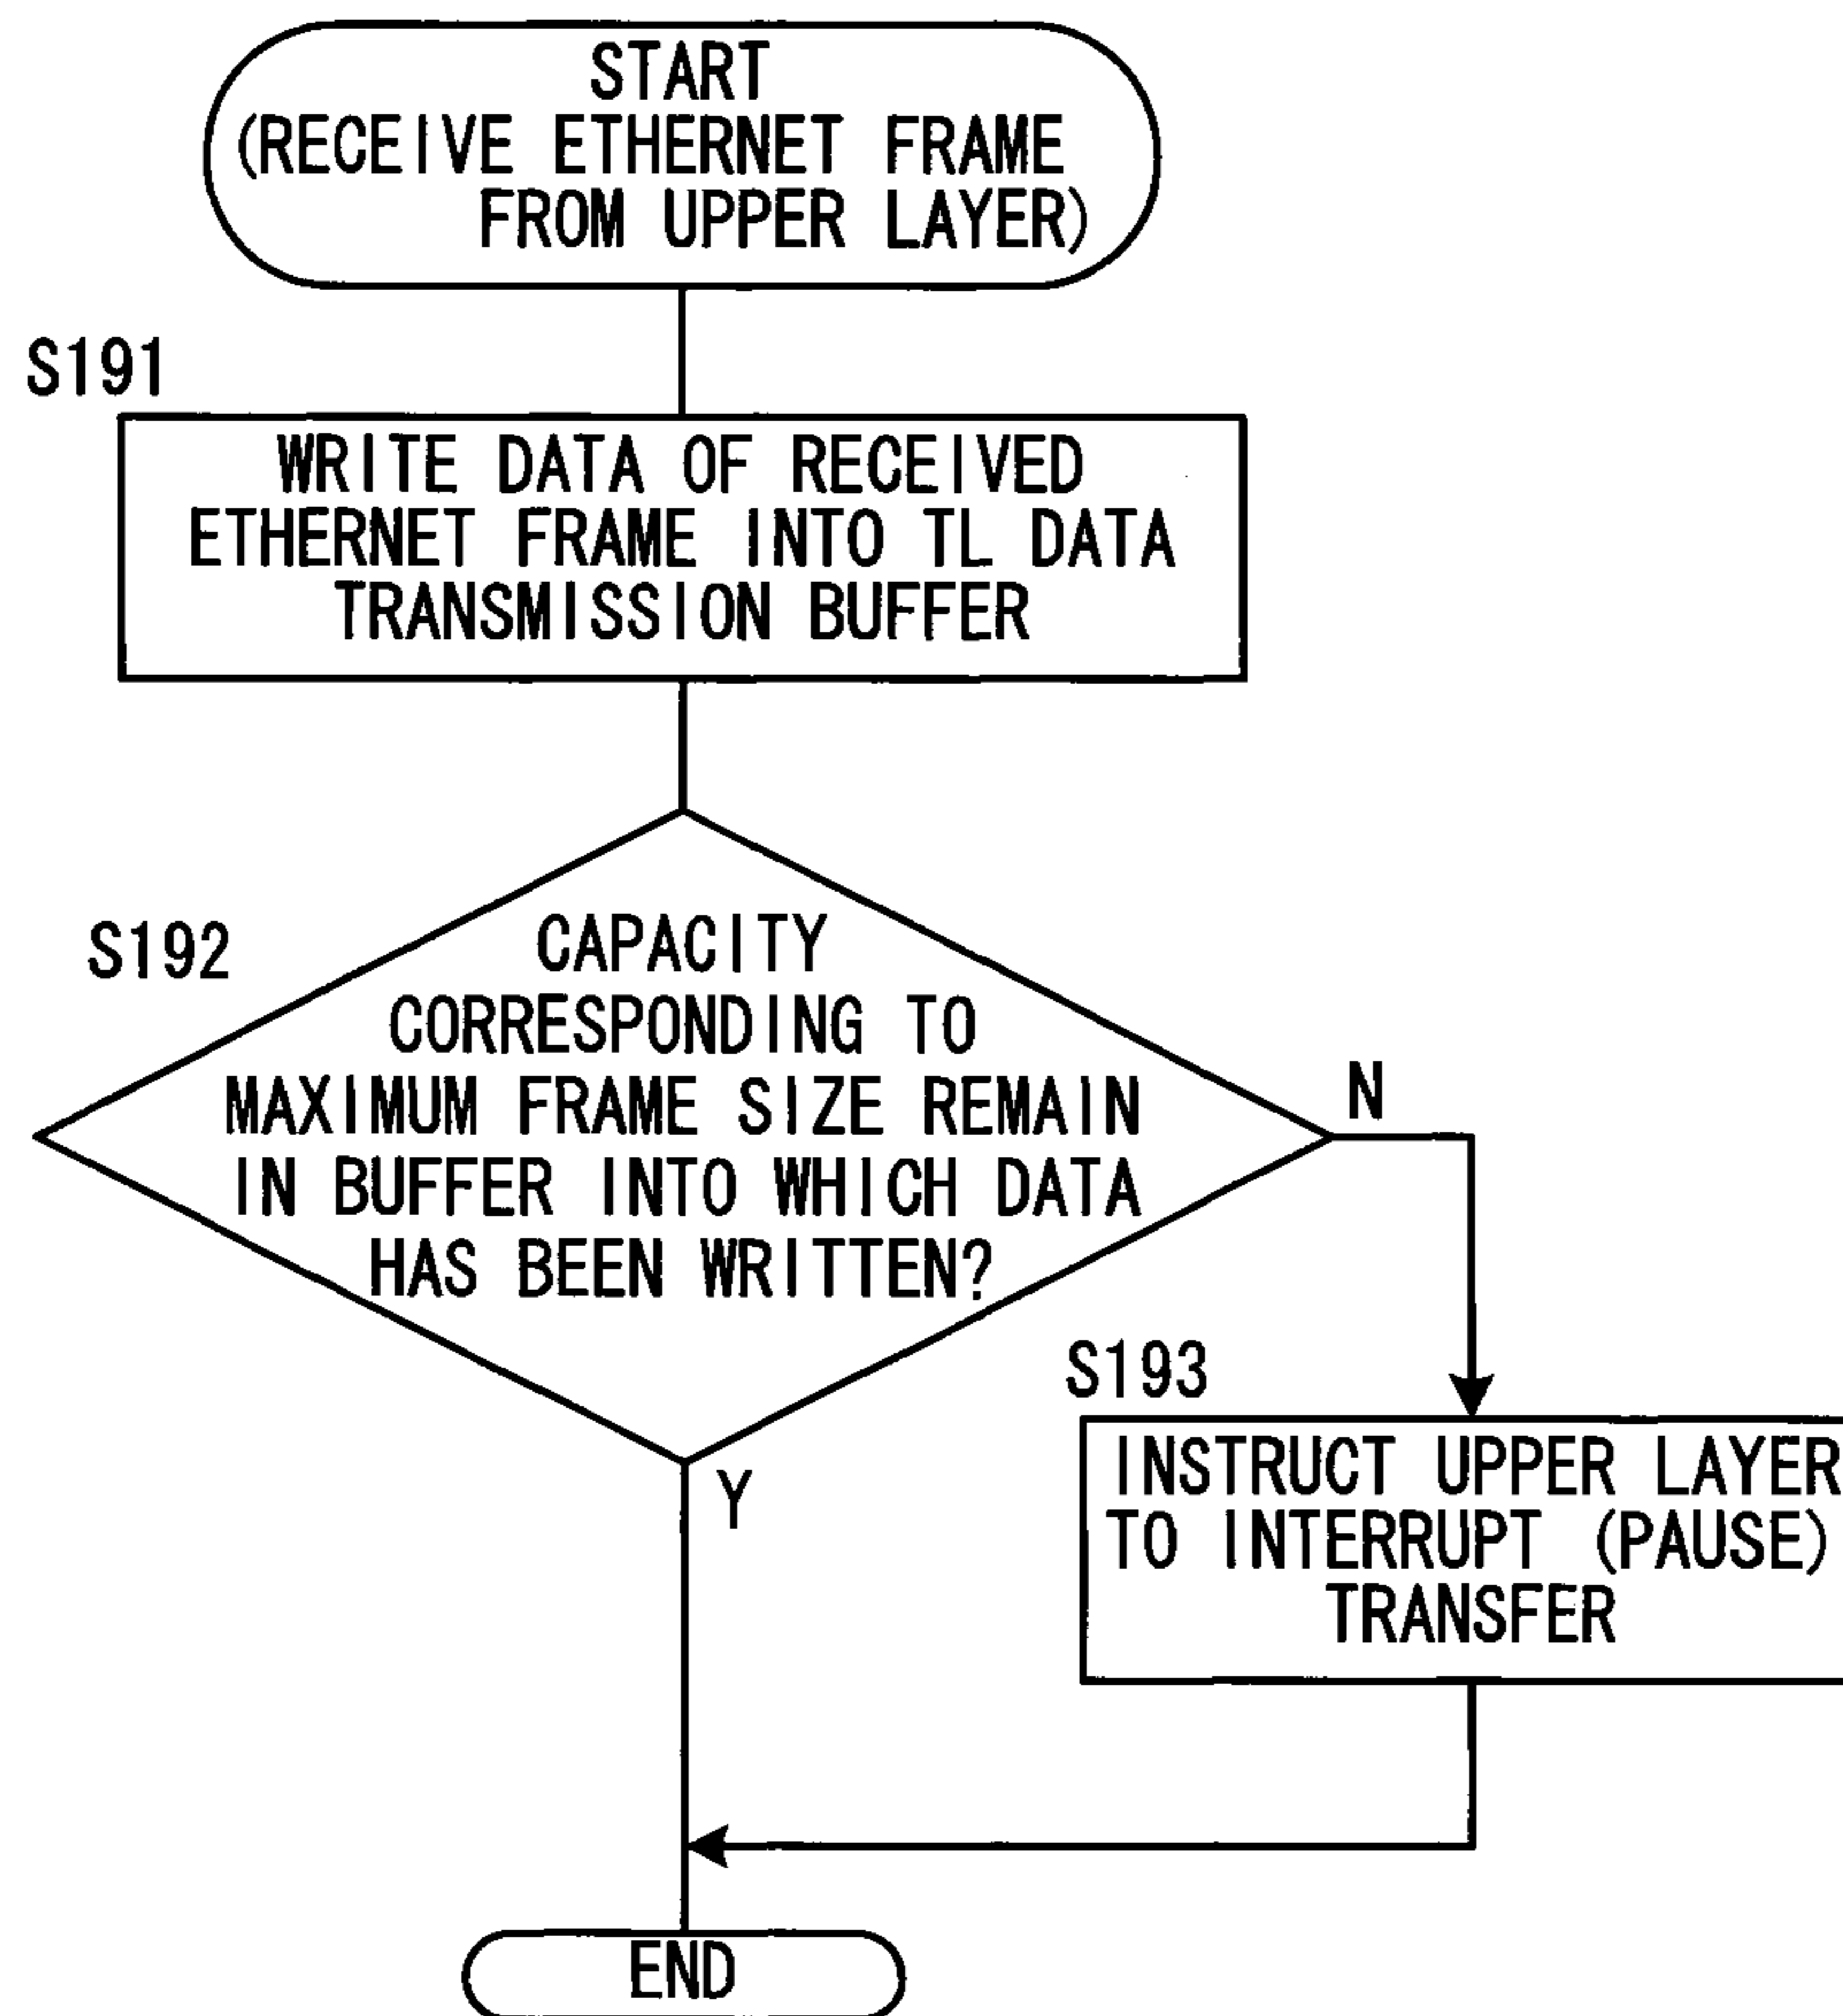 START
(RECEIVE ETHERNET FRAME
FROM UPPER LAYER)
S191
WRITE DATA OF RECEIVED
ETHERNET FRAME INTO TL DATA
TRANSMISSION BUFFER
S192
CAPACITY
CORRESPONDING TO
MAXIMUM FRAME SIZE REMAIN
IN BUFFER INTO WHICH DATA
HAS BEEN WRITTEN?
N
S193
INSTRUCT UPPER LAYER
TO INTERRUPT (PAUSE)
TRANSFER
Y
END